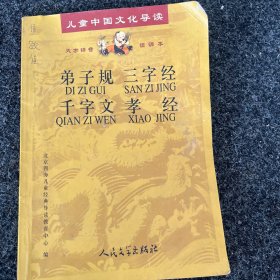 儿童中国文化导读
大字拼音
诵读本
弟子规 三字经
DI ZI GUI SAN ZI JING
千字文 孝 经
QIAN ZI WEN XIAO JING
人民文学出版社